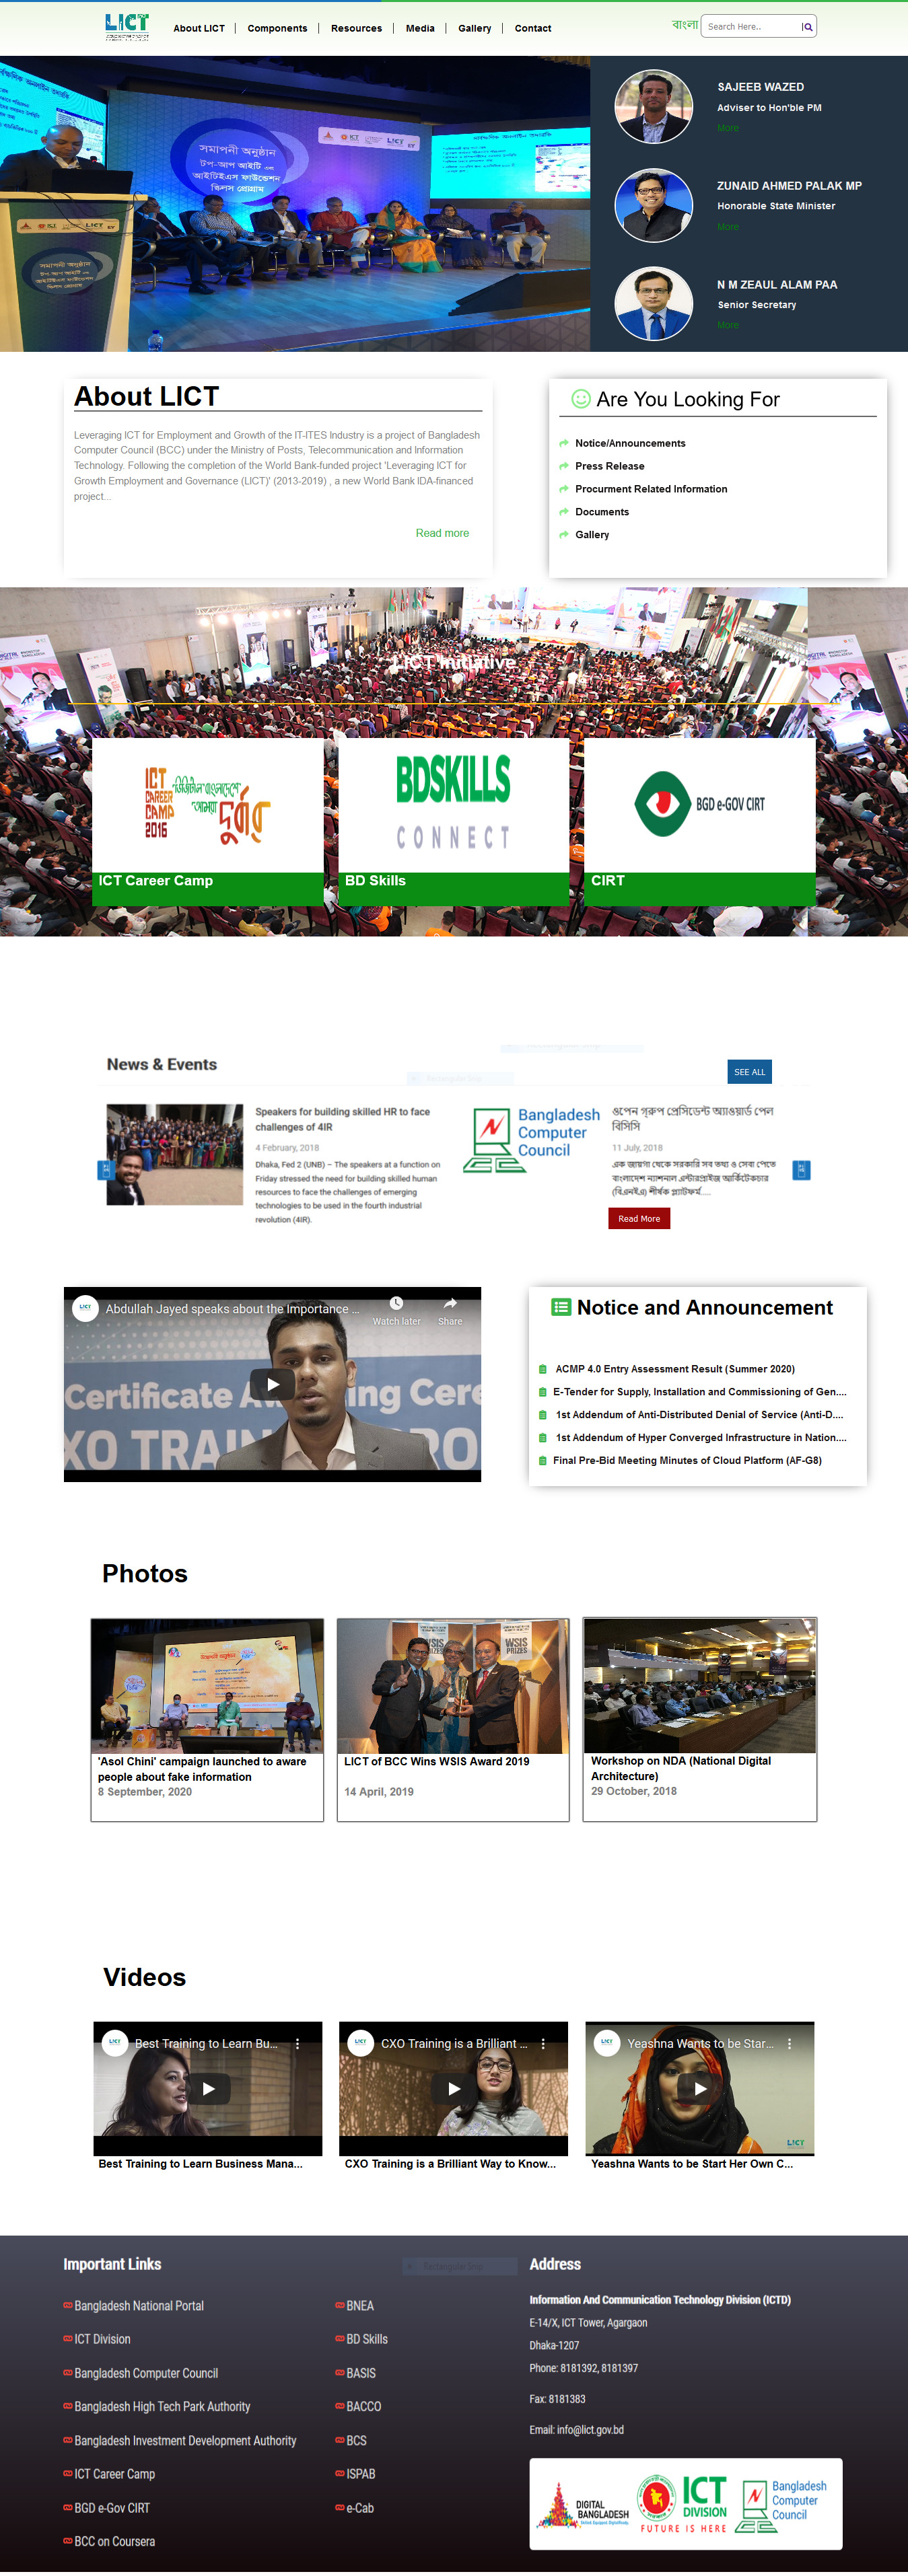 LICT
About LICT
Components
Resources
Media
Gallery
Contact
বাংলা
Search Here..
সমাপনী অনুষ্ঠান
টপ-আপ আইটি এন্ড
আইটিইএস ফাউন্ডেশন
স্কিলস প্রোগ্রাম
SAJEEB WAZED
Adviser to Hon'ble PM
More
ZUNAID AHMED PALAK MP
Honorable State Minister
More
N M ZEAUL ALAM PAA
Senior Secretary
More
About LICT
Leveraging ICT for Employment and Growth of the IT-ITES Industry is a project of Bangladesh
Computer Council (BCC) under the Ministry of Posts, Telecommunication and Information
Technology. Following the completion of the World Bank-funded project 'Leveraging ICT for
Growth Employment and Governance (LICT)' (2013-2019) , a new World Bank IDA-financed
project...
Read more
Are You Looking For
Notice/Announcements
Press Release
Procurment Related Information
Documents
Gallery
LICT Initiative
ICT
CAREER
CAMP
2016
ডিজিটাল বাংলাদেশে
আমরা
দুর্বার
ICT Career Camp
BDSKILLS
CONNECT
BD Skills
BGD e-GOV CIRT
CIRT
News & Events
SEE ALL
Speakers for building skilled HR to face
challenges of 4IR
4 February, 2018
Dhaka, Fed 2 (UNB) – The speakers at a function on
Friday stressed the need for building skilled human
resources to face the challenges of emerging
technologies to be used in the fourth industrial
revolution (4IR).
Bangladesh
Computer
Council
ওপেন গ্রুপ প্রেসিডেন্ট অ্যাওয়ার্ড পেল
বিসিসি
11 July, 2018
এক জায়গা থেকে সরকারি সব তথ্য ও সেবা পেতে
বাংলাদেশ ন্যাশনাল এন্টারপ্রাইজ আর্কিটেকচার
(বিএনইএ) শীর্ষক প্ল্যাটফর্ম.....
Read More
LICT
Abdullah Jayed speaks about the Importance ...
Watch later
Share
Notice and Announcement
ACMP 4.0 Entry Assessment Result (Summer 2020)
E-Tender for Supply, Installation and Commissioning of Gen....
1st Addendum of Anti-Distributed Denial of Service (Anti-D....
1st Addendum of Hyper Converged Infrastructure in Nation....
Final Pre-Bid Meeting Minutes of Cloud Platform (AF-G8)
Photos
WSIS
PRIZES
'Asol Chini' campaign launched to aware
people about fake information
8 September, 2020
LICT of BCC Wins WSIS Award 2019
14 April, 2019
Workshop on NDA (National Digital
Architecture)
29 October, 2018
Videos
LICT
Best Training to Learn Bu...
LICT
CXO Training is a Brilliant ...
LICT
Yeashna Wants to be Star...
LICT
Best Training to Learn Business Mana...
CXO Training is a Brilliant Way to Know...
Yeashna Wants to be Start Her Own C...
Important Links
Bangladesh National Portal
ICT Division
Bangladesh Computer Council
Bangladesh High Tech Park Authority
Bangladesh Investment Development Authority
ICT Career Camp
BGD e-Gov CIRT
BCC on Coursera
BNEA
BD Skills
BASIS
BACCO
BCS
ISPAB
e-Cab
Address
Information And Communication Technology Division (ICTD)
E-14/X, ICT Tower, Agargaon
Dhaka-1207
Phone: 8181392, 8181397
Fax: 8181383
Email: info@lict.gov.bd
DIGITAL
BANGLADESH
ICT
DIVISION
FUTURE IS HERE
Bangladesh
Computer
Council